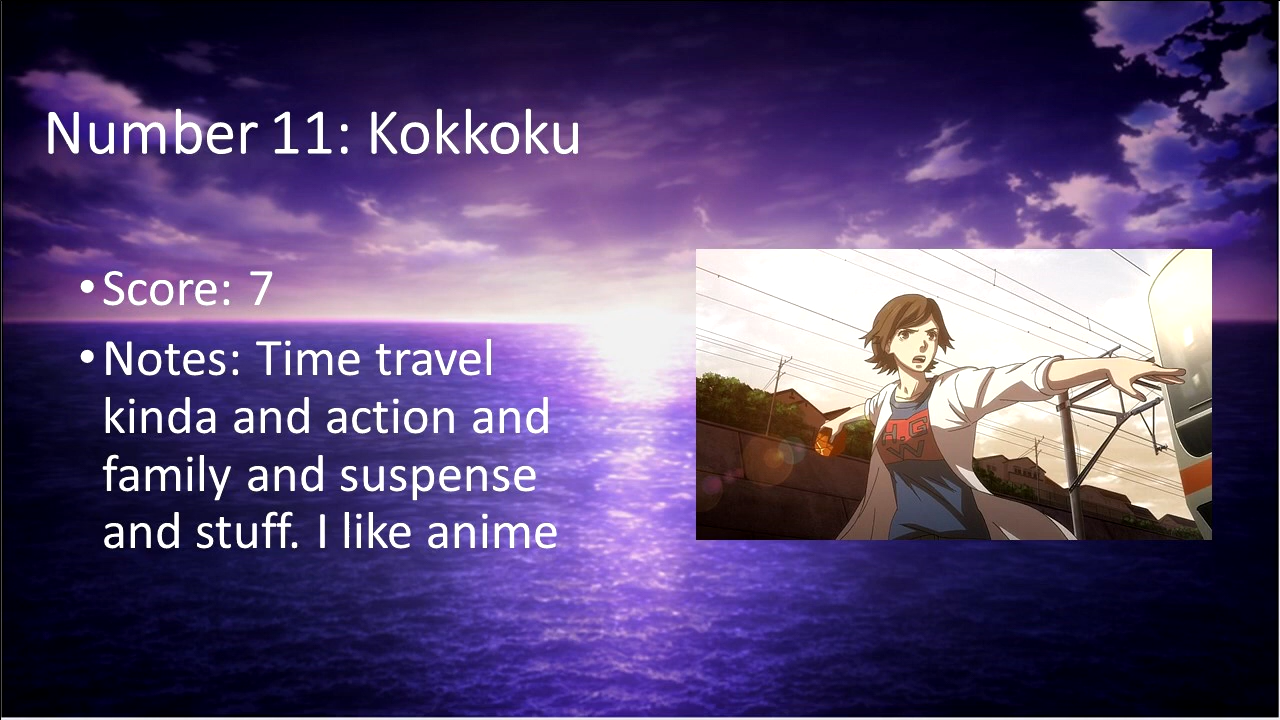 Number 11: Kokkoku
•Score: 7
•Notes: Time travel
kinda and action and
family and suspense
and stuff. I like anime
H.G
W